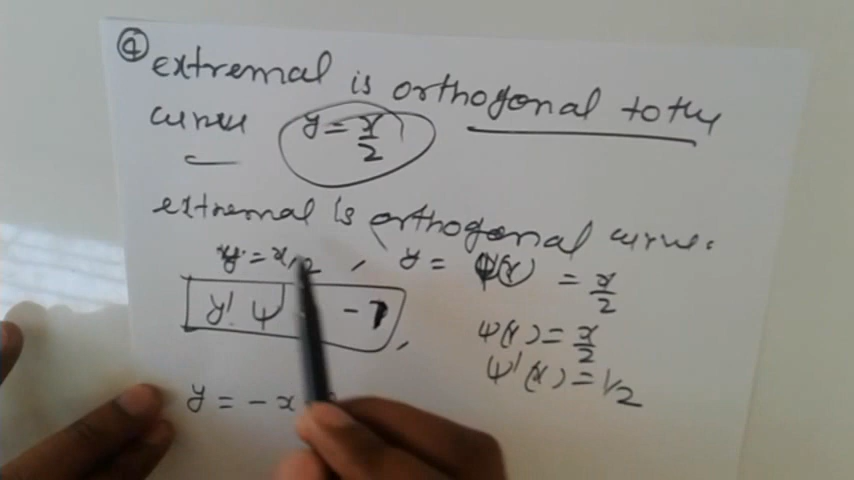 ④ extremal is orthogonal to the
curve y = x/2
extremal is orthogonal curve.
y = x/2 , y = ψ(x) = x/2
y' ψ' -1 , ψ(x) = x/2
ψ'(x) = 1/2
y = -x